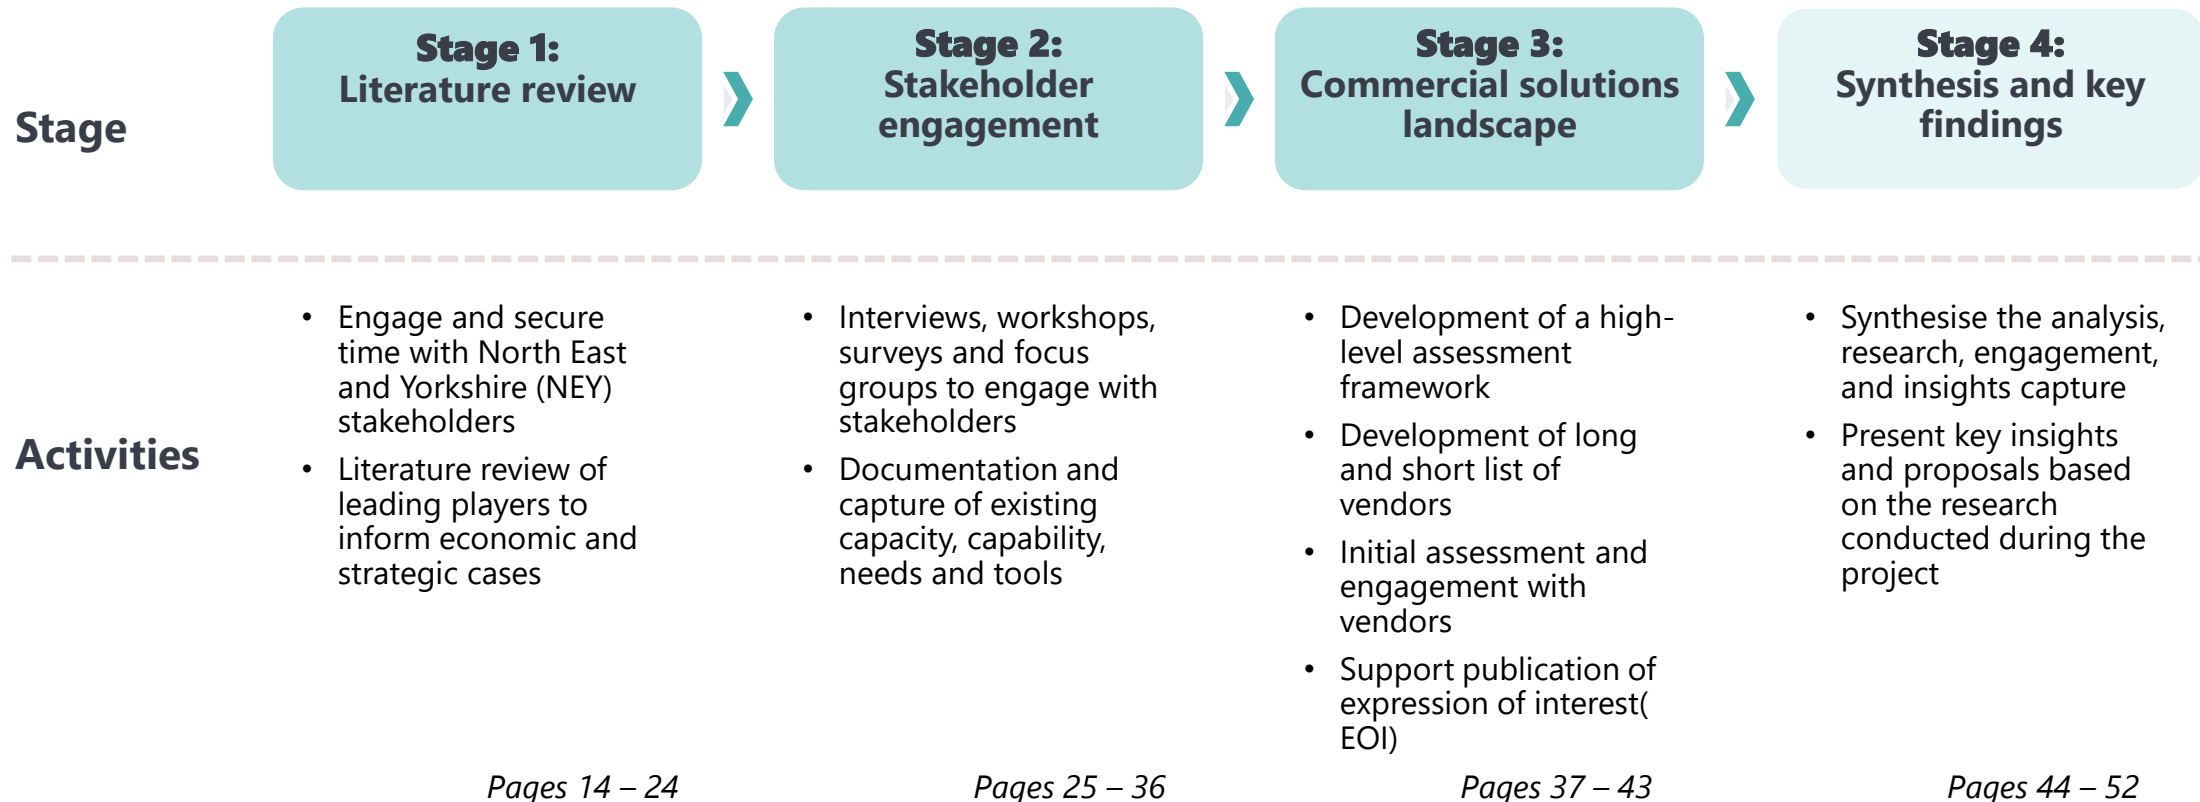 Stage
Stage 1:
Literature review
Stage 2:
Stakeholder
engagement
Stage 3:
Commercial solutions
landscape
Stage 4:
Synthesis and key
findings
Activities
• Engage and secure
time with North East
and Yorkshire (NEY)
stakeholders
• Literature review of
leading players to
inform economic and
strategic cases
Pages 14 – 24
• Interviews, workshops,
surveys and focus
groups to engage with
stakeholders
• Documentation and
capture of existing
capacity, capability,
needs and tools
Pages 25 – 36
• Development of a high-
level assessment
framework
• Development of long
and short list of
vendors
• Initial assessment and
engagement with
vendors
• Support publication of
expression of interest(
EOI)
Pages 37 – 43
• Synthesise the analysis,
research, engagement,
and insights capture
• Present key insights
and proposals based
on the research
conducted during the
project
Pages 44 – 52